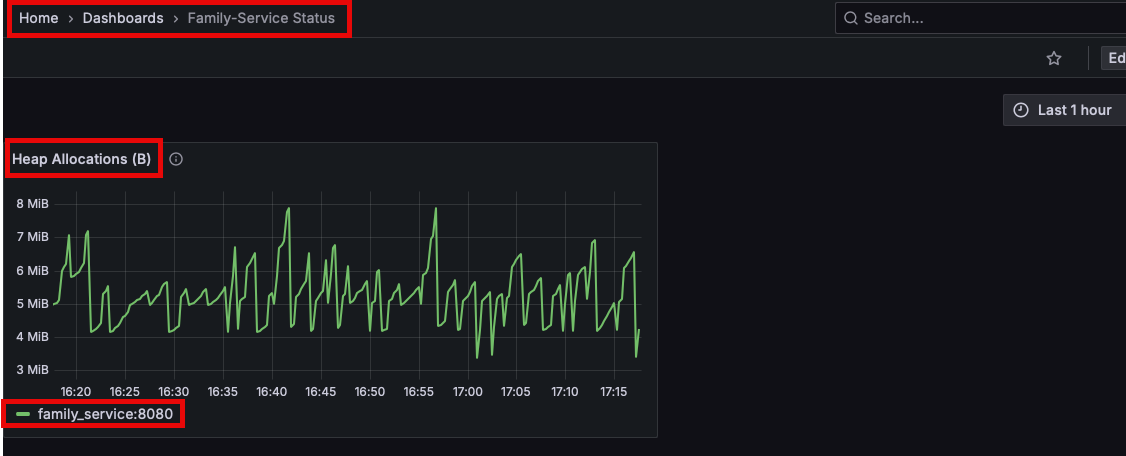 Home › Dashboards › Family-Service Status
Search...
Ed
Last 1 hour
Heap Allocations (B)
8 MiB
7 MiB
6 MiB
5 MiB
4 MiB
3 MiB
16:20 16:25 16:30 16:35 16:40 16:45 16:50 16:55 17:00 17:05 17:10 17:15
family_service:8080